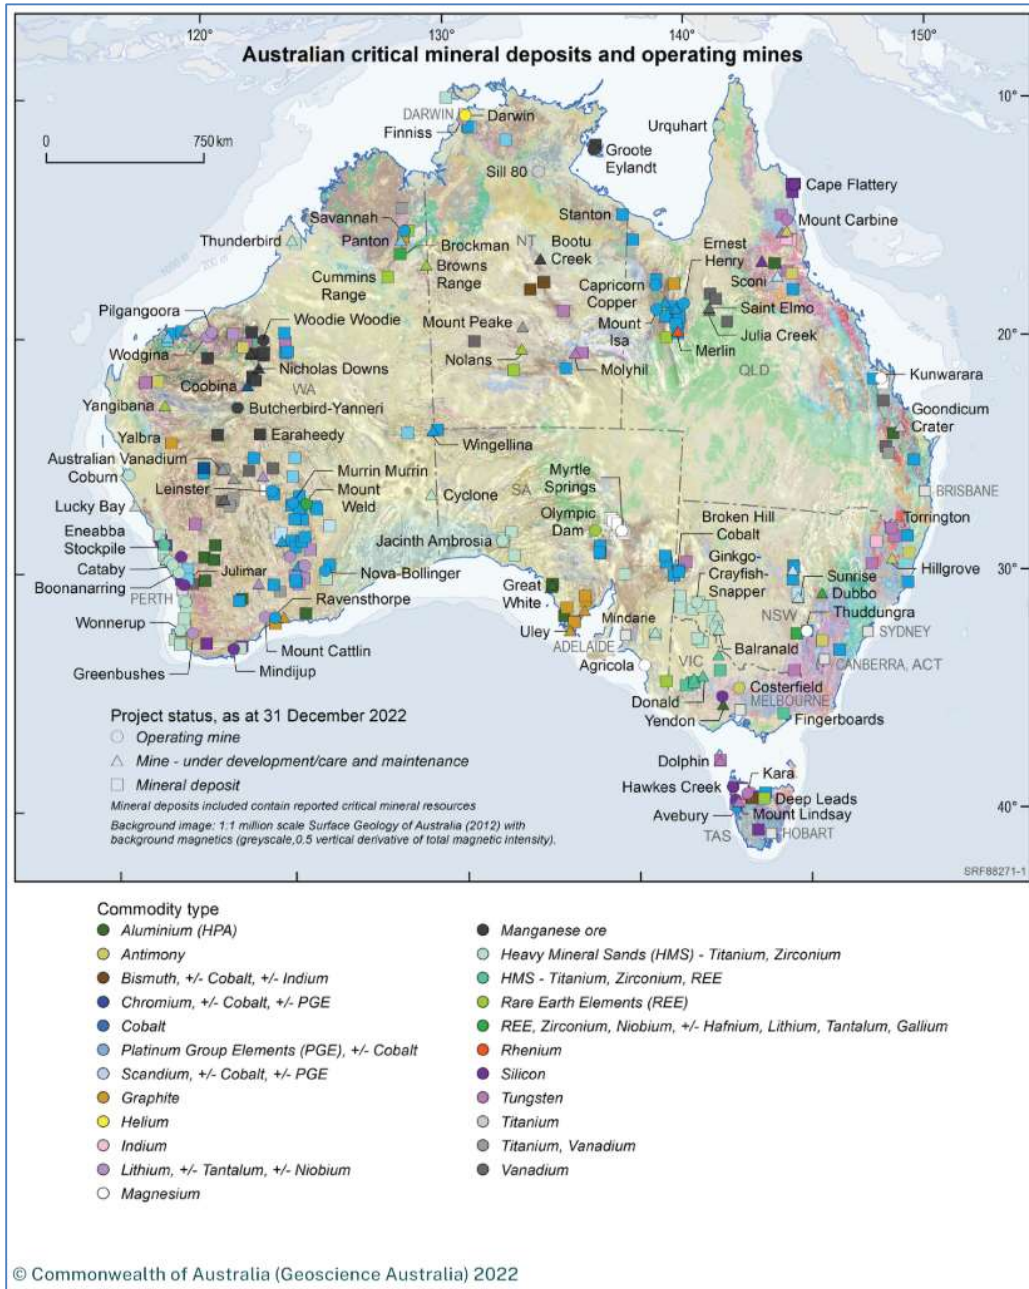 120°
130°
140°
150°
Australian critical mineral deposits and operating mines
10°
0
750 km
DARWIN
Darwin
Finniss
Groote
Eylandt
Urquhart
Sill 80
Cape Flattery
Savannah
Stanton
Mount Carbine
Thunderbird
Panton
Brockman
NT
Bootu
Creek
Ernest
Henry
Browns
Range
Cummins
Range
Capricorn
Copper
Sconi
Pilgangoora
Woodie Woodie
Mount Peake
Mount
Isa
Saint Elmo
20°
Wodgina
Nolans
Molyhil
Merlin
Julia Creek
Nicholas Downs
Coobina
WA
QLD
Kunwarara
Yangibana
Butcherbird-Yanneri
Goondicum
Crater
Yalbra
Earaheedy
Wingellina
Australian Vanadium
Coburn
Murrin Murrin
Leinster
Mount
Weld
Cyclone
SA
Myrtle
Springs
BRISBANE
Lucky Bay
Olympic
Dam
Broken Hill
Cobalt
Torrington
Eneabba
Stockpile
Jacinth Ambrosia
Ginkgo-
Crayfish-
Snapper
Cataby
Julimar
Nova-Bollinger
Great
White
Sunrise
Hillgrove
30°
Boonanarring
PERTH
Ravensthorpe
Dubbo
Mindarie
NSW
Thuddungra
Wonnerup
Uley
ADELAIDE
SYDNEY
Mount Cattlin
Agricola
VIC
Balranald
CANBERRA, ACT
Greenbushes
Mindijup
Donald
Costerfield
MELBOURNE
Yendon
Fingerboards
Project status, as at 31 December 2022
Operating mine
Mine - under development/care and maintenance
Mineral deposit
Mineral deposits included contain reported critical mineral resources
Background image: 1:1 million scale Surface Geology of Australia (2012) with
background magnetics (greyscale,0.5 vertical derivative of total magnetic intensity).
Dolphin
Kara
Hawkes Creek
Deep Leads
Avebury
Mount Lindsay
40°
TAS
HOBART
SRF88271-1
Commodity type
Aluminium (HPA)
Antimony
Bismuth, +/- Cobalt, +/- Indium
Chromium, +/- Cobalt, +/- PGE
Cobalt
Platinum Group Elements (PGE), +/- Cobalt
Scandium, +/- Cobalt, +/- PGE
Graphite
Helium
Indium
Lithium, +/- Tantalum, +/- Niobium
Magnesium
Manganese ore
Heavy Mineral Sands (HMS) - Titanium, Zirconium
HMS - Titanium, Zirconium, REE
Rare Earth Elements (REE)
REE, Zirconium, Niobium, +/- Hafnium, Lithium, Tantalum, Gallium
Rhenium
Silicon
Tungsten
Titanium
Titanium, Vanadium
Vanadium
© Commonwealth of Australia (Geoscience Australia) 2022